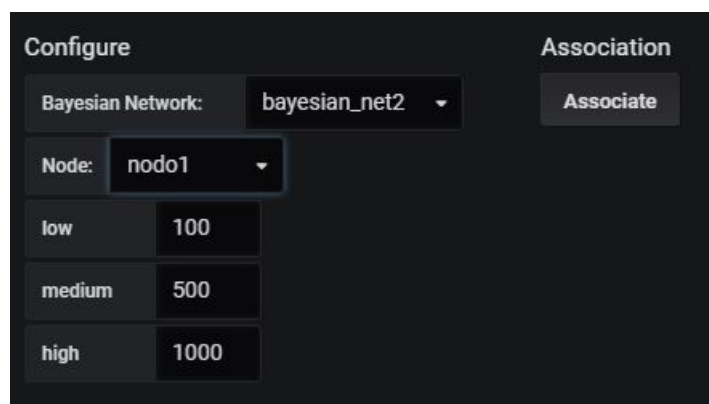 Configure
Association
Bayesian Network: bayesian_net2
Associate
Node: nodo1
low 100
medium 500
high 1000